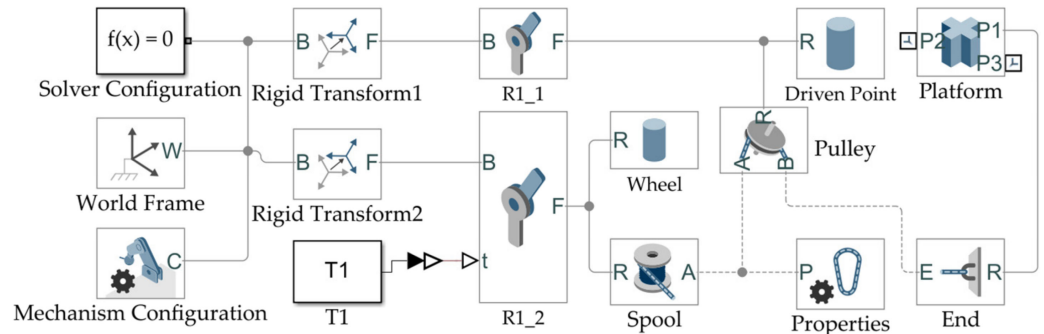 f(x) = 0
Solver Configuration
B
F
Rigid Transform1
B
F
R1_1
R
Driven Point
P2
P1
P3
Platform
W
World Frame
B
F
Rigid Transform2
B
F
t
R1_2
R
Wheel
R
A
B
Pulley
C
Mechanism Configuration
T1
T1
R
A
Spool
P
Properties
E
R
End